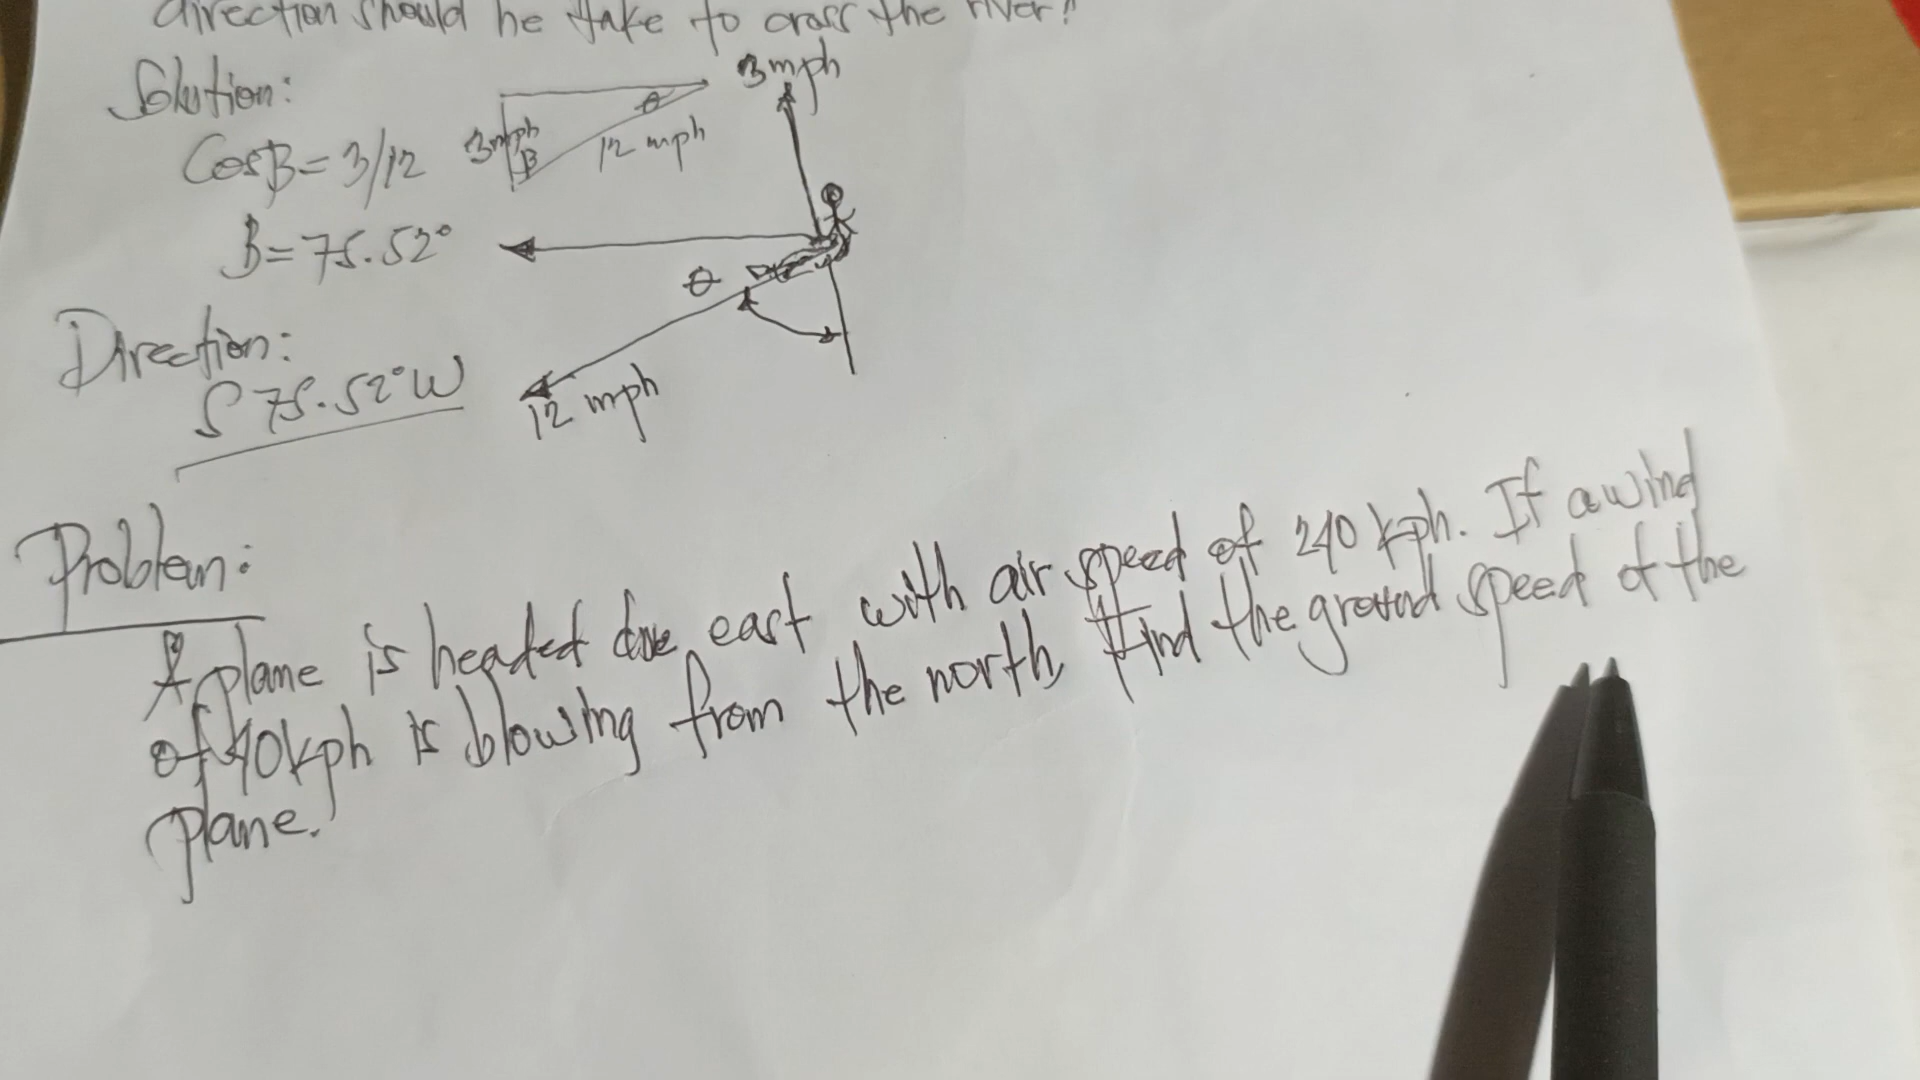 direction should he take to cross the river?
Solution:
3mph
θ
CosB = 3/12
3mph
B
12 mph
B = 75.52°
θ
Direction:
S 75.52° W
12 mph
Problem:
A plane is headed due east with air speed of 240 kph. If a wind
of 40kph is blowing from the north, find the ground speed of the
plane.